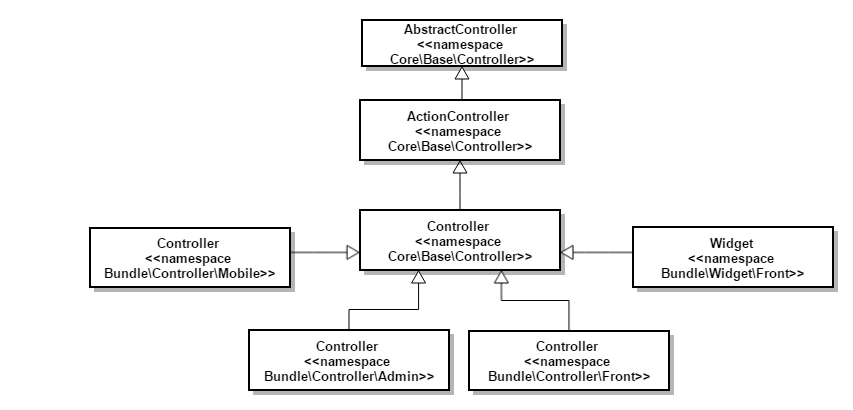 AbstractController
<<namespace
Core\Base\Controller>>
ActionController
<<namespace
Core\Base\Controller>>
Controller
<<namespace
Core\Base\Controller>>
Controller
<<namespace
Bundle\Controller\Mobile>>
Widget
<<namespace
Bundle\Widget\Front>>
Controller
<<namespace
Bundle\Controller\Admin>>
Controller
<<namespace
Bundle\Controller\Front>>